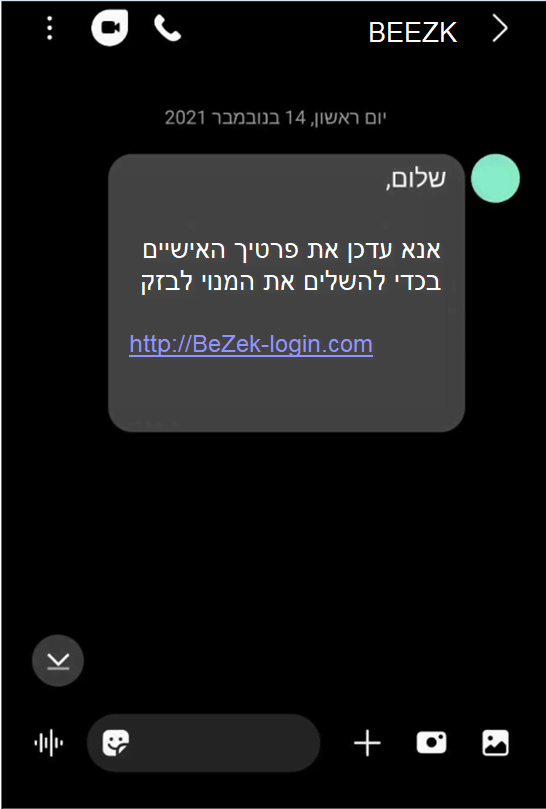 BEEZK
יום ראשון, 14 בנובמבר 2021
שלום,
אנא עדכן את פרטיך האישיים
בכדי להשלים את המנוי לבזק
http://BeZek-login.com